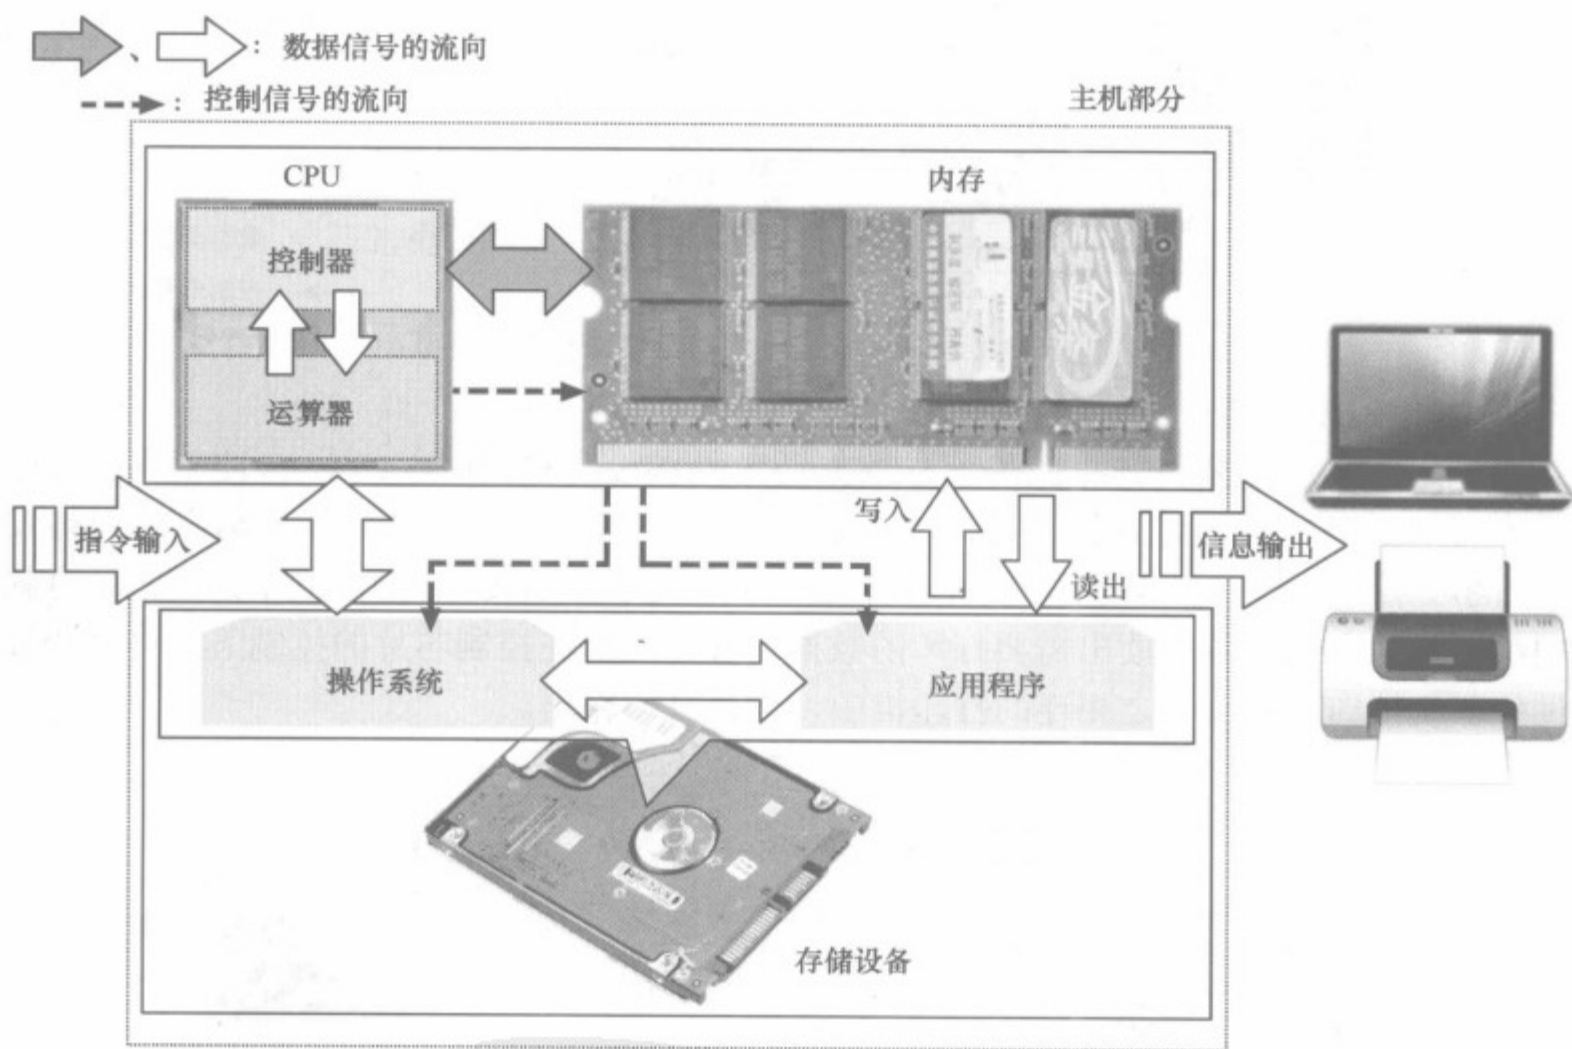 、 ： 数据信号的流向
： 控制信号的流向
主机部分
CPU
内存
控制器
运算器
指令输入
写入
读出
信息输出
操作系统
应用程序
存储设备